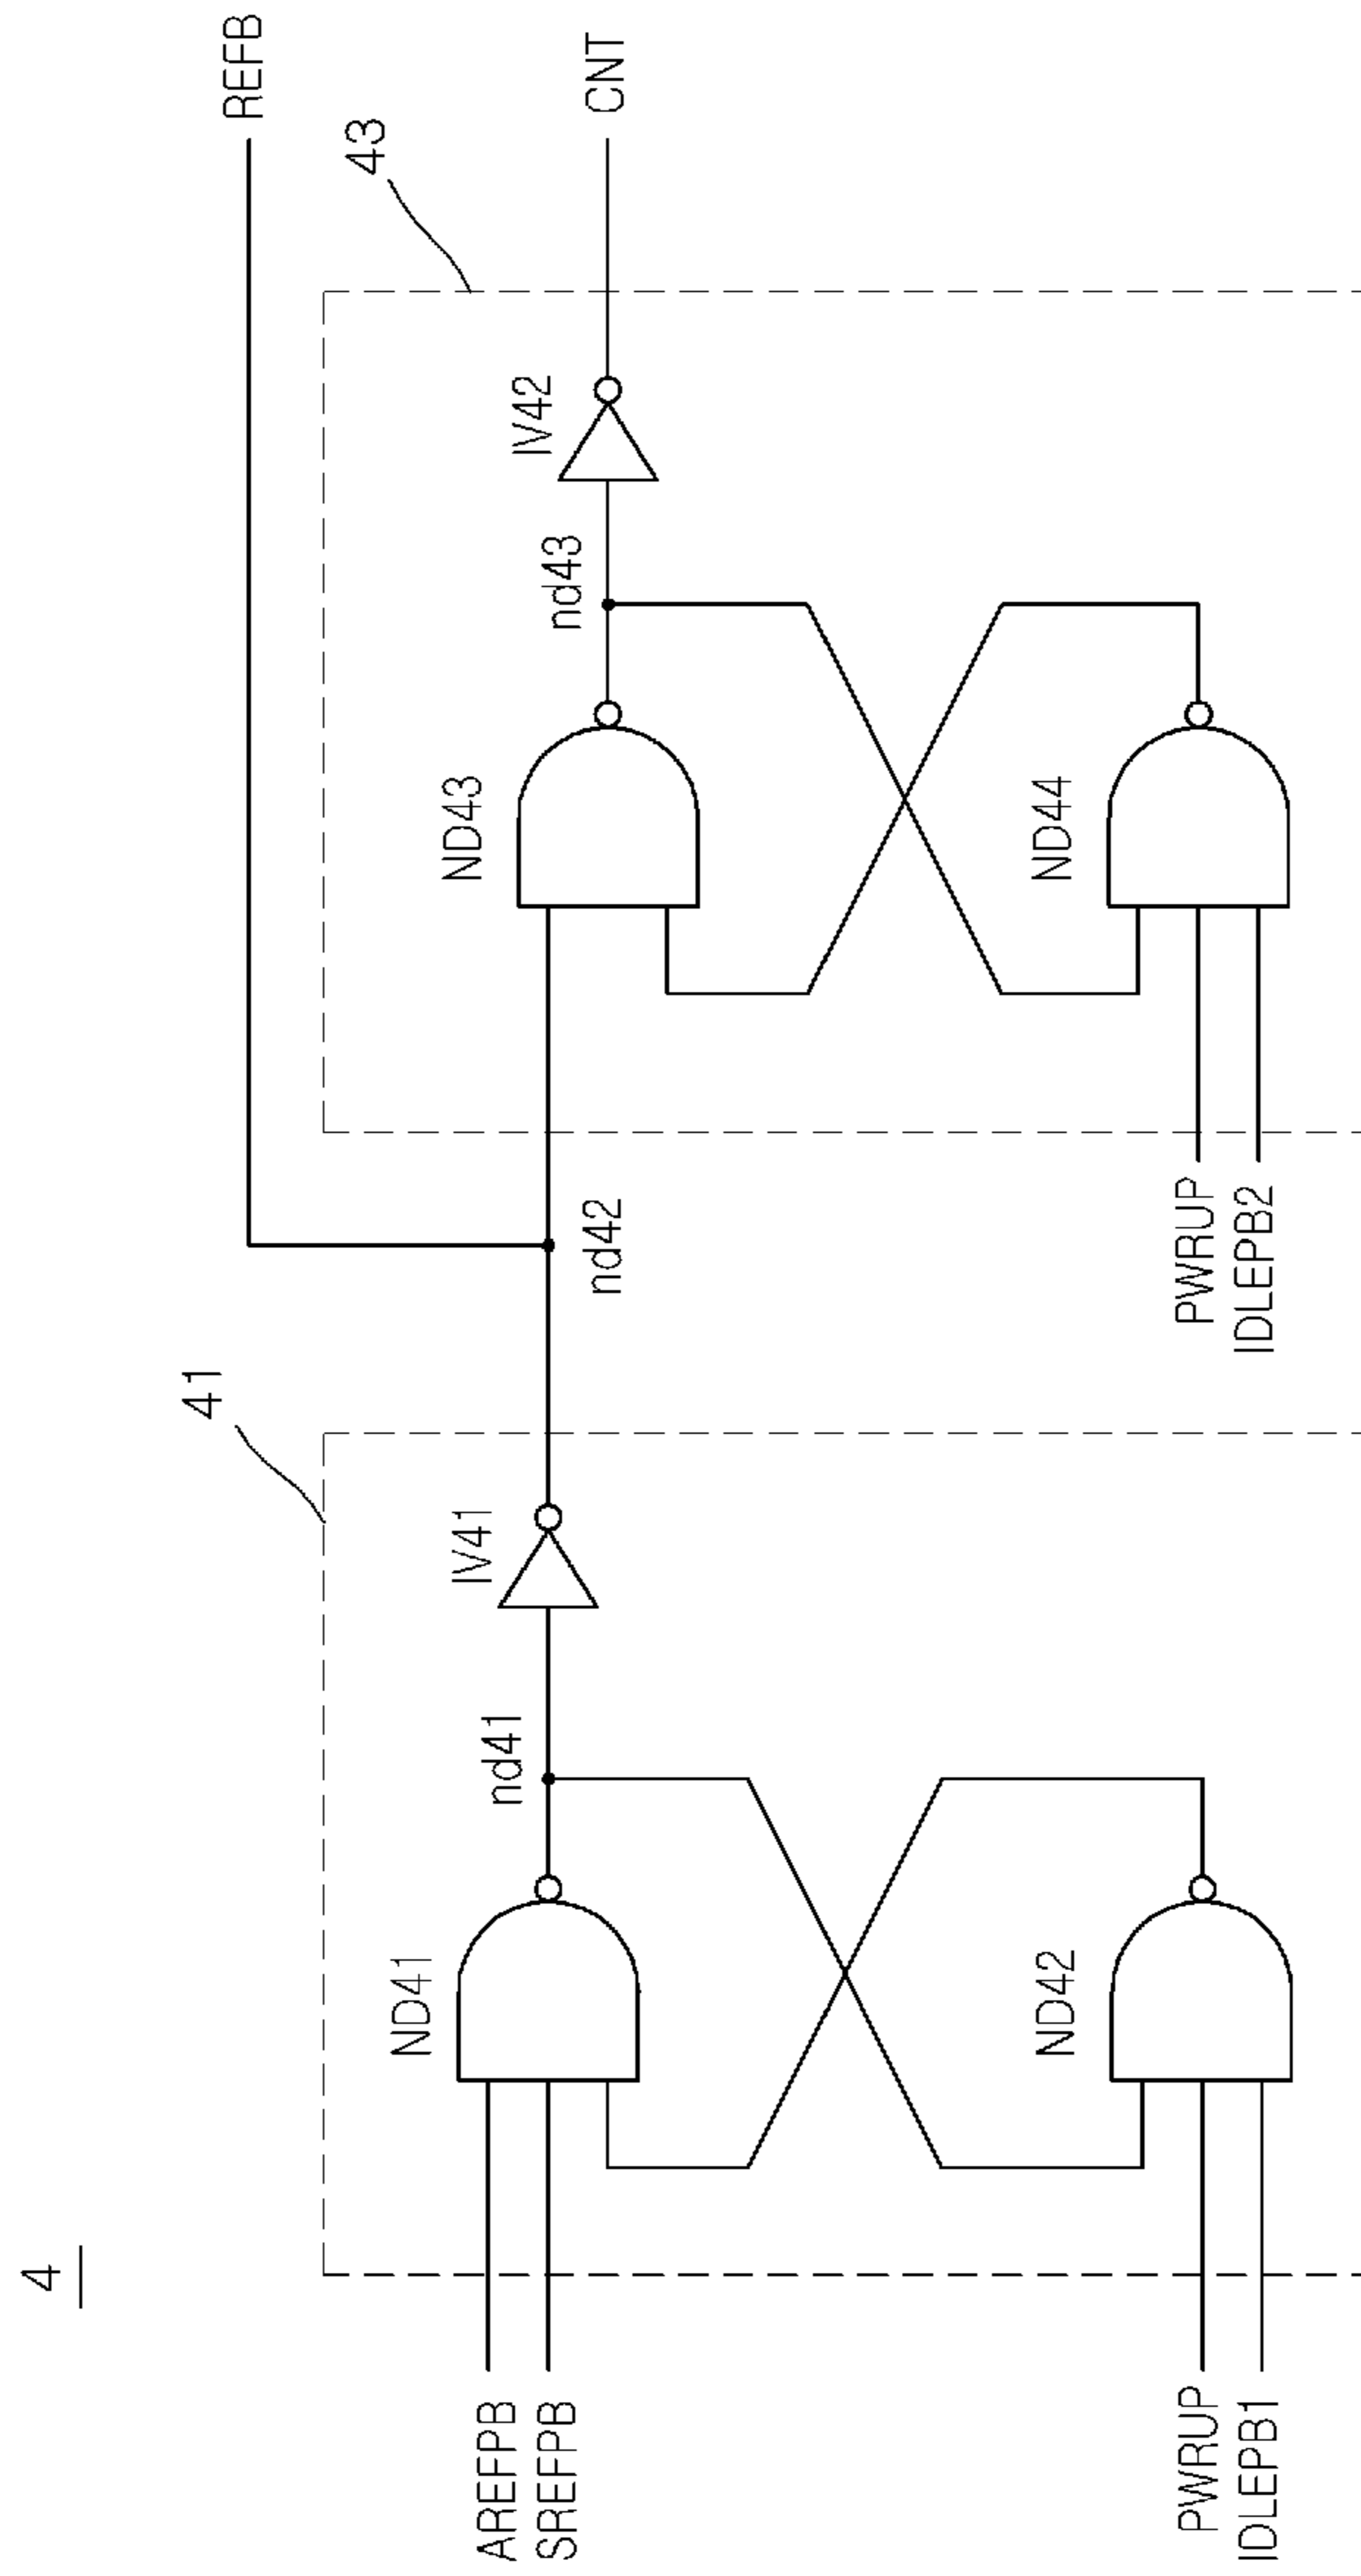 4
41
43
REFB
AREFPB
SREFPB
ND41
nd41
IV41
nd42
ND43
nd43
IV42
CNT
PWRUP
IDLEPB1
ND42
PWRUP
IDLEPB2
ND44